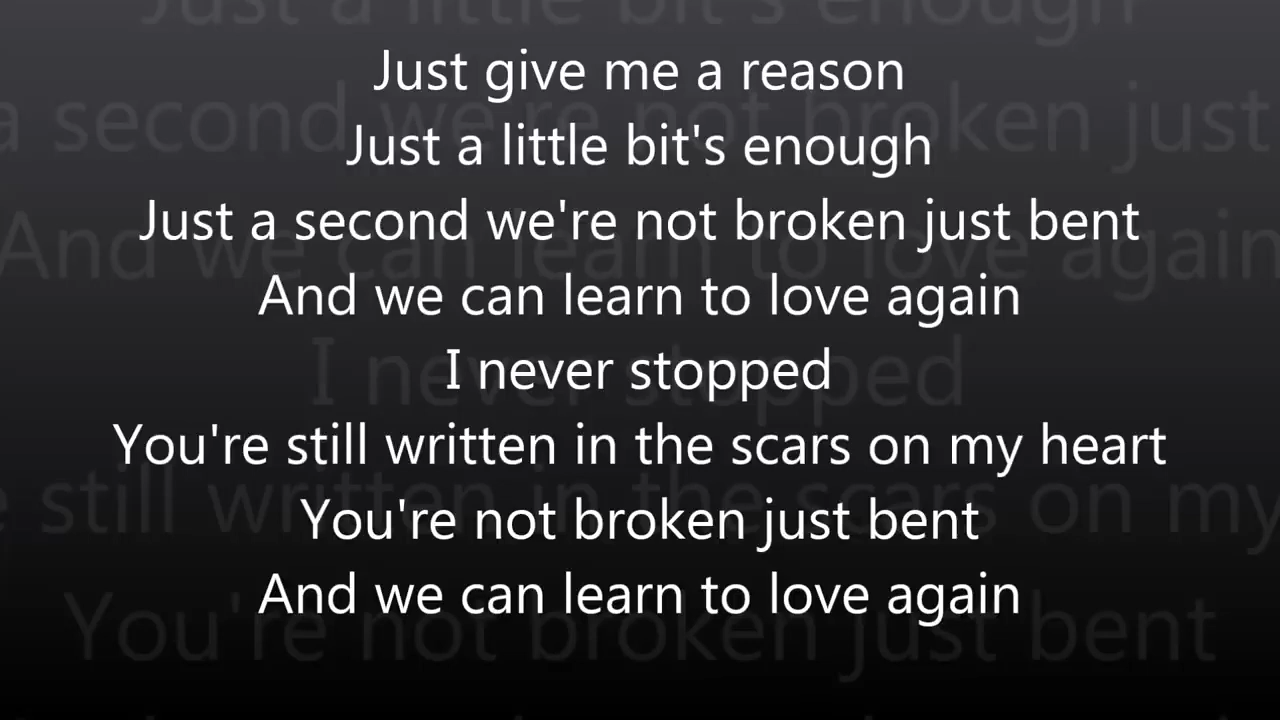 Just give me a reason
Just a little bit's enough
Just a second we're not broken just bent
And we can learn to love again
I never stopped
You're still written in the scars on my heart
You're not broken just bent
And we can learn to love again